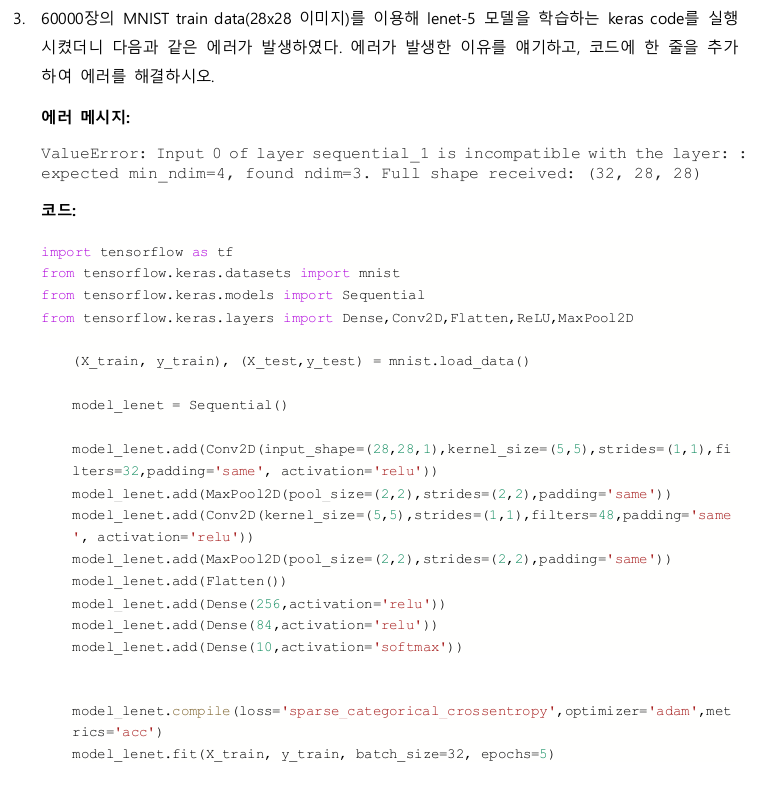 3. 60000장의 MNIST train data(28x28 이미지)를 이용해 lenet-5 모델을 학습하는 keras code를 실행
시켰더니 다음과 같은 에러가 발생하였다. 에러가 발생한 이유를 얘기하고, 코드에 한 줄을 추가
하여 에러를 해결하시오.
에러 메시지:
ValueError: Input 0 of layer sequential_1 is incompatible with the layer: :
expected min_ndim=4, found ndim=3. Full shape received: (32, 28, 28)
코드:
import tensorflow as tf
from tensorflow.keras.datasets import mnist
from tensorflow.keras.models import Sequential
from tensorflow.keras.layers import Dense,Conv2D,Flatten,ReLU,MaxPool2D
(X_train, y_train), (X_test,y_test) = mnist.load_data()
model_lenet = Sequential()
model_lenet.add(Conv2D(input_shape=(28,28,1),kernel_size=(5,5),strides=(1,1),fi
lters=32,padding='same', activation='relu'))
model_lenet.add(MaxPool2D(pool_size=(2,2),strides=(2,2),padding='same'))
model_lenet.add(Conv2D(kernel_size=(5,5),strides=(1,1),filters=48,padding='same
', activation='relu'))
model_lenet.add(MaxPool2D(pool_size=(2,2),strides=(2,2),padding='same'))
model_lenet.add(Flatten())
model_lenet.add(Dense(256,activation='relu'))
model_lenet.add(Dense(84,activation='relu'))
model_lenet.add(Dense(10,activation='softmax'))
model_lenet.compile(loss='sparse_categorical_crossentropy',optimizer='adam',met
rics='acc')
model_lenet.fit(X_train, y_train, batch_size=32, epochs=5)